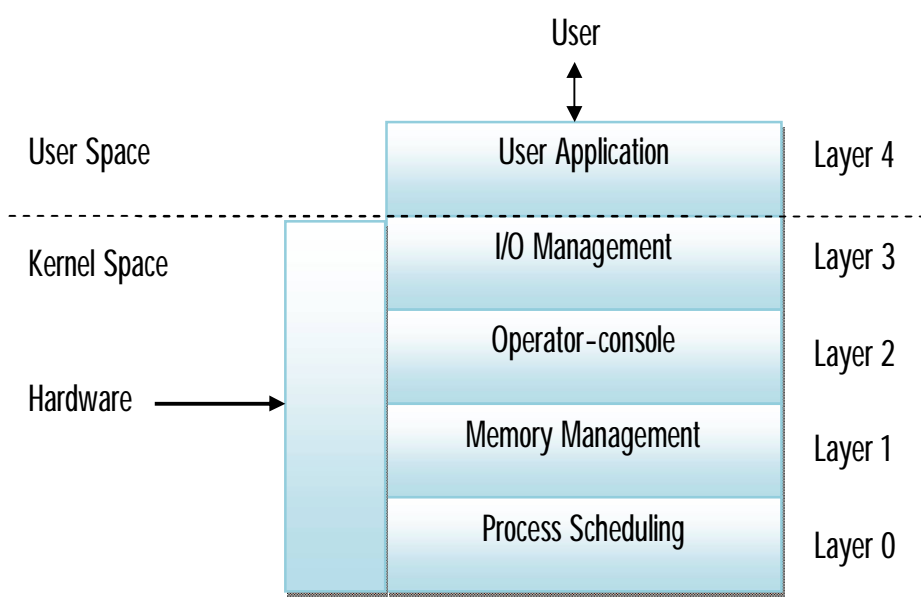 User
User Space
User Application
Layer 4
Kernel Space
I/O Management
Layer 3
Operator-console
Layer 2
Hardware
Memory Management
Layer 1
Process Scheduling
Layer 0